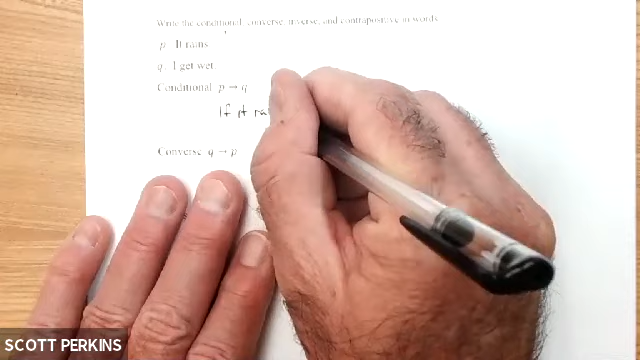 Write the conditional, converse, inverse, and contrapositive in words
p: It rains
q: I get wet.
Conditional p → q
If it ra
Converse q → p
SCOTT PERKINS